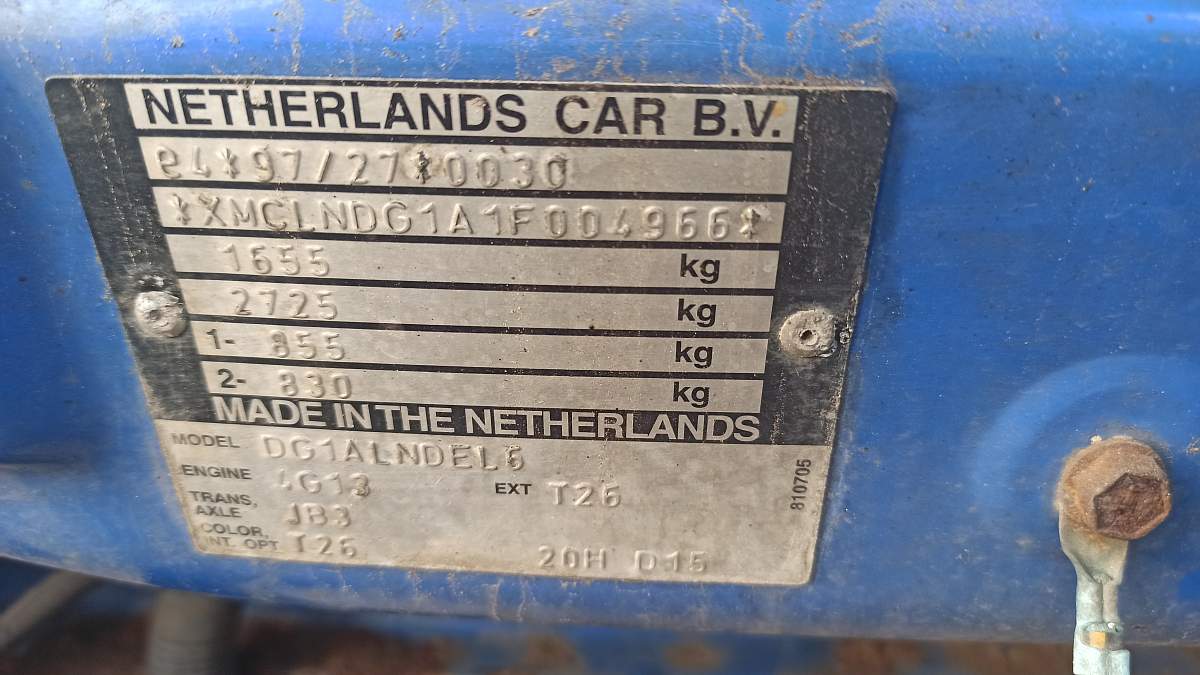 NETHERLANDS CAR B.V.
e4*97/27*0030
*XMCLNDG1A1F004966*
1655 kg
2725 kg
1- 855 kg
2- 830 kg
MADE IN THE NETHERLANDS
MODEL DG1ALNDEL6
ENGINE 4G13 EXT T26
TRANS,
AXLE JB3
COLOR,
INT. OPT T26 20H D15
810705